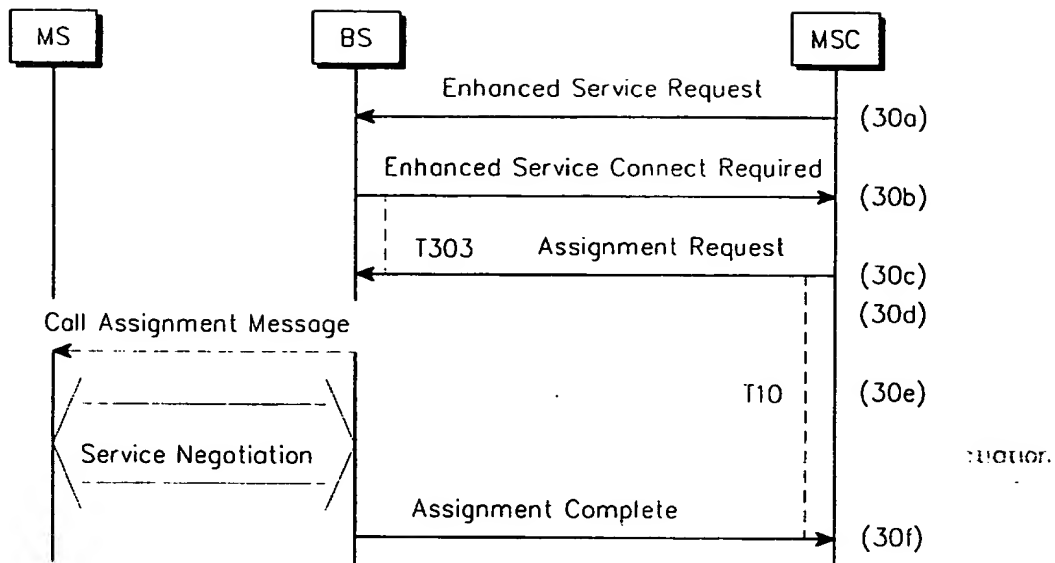 MS BS MSC
Enhanced Service Request (30a)
Enhanced Service Connect Required (30b)
T303 Assignment Request (30c)
(30d)
Call Assignment Message
T10 (30e)
Service Negotiation
Assignment Complete (30f)